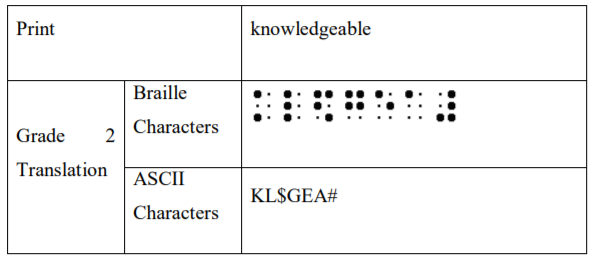 Print
knowledgeable
Grade 2
Translation
Braille
Characters
⠅⠇⠫⠛⠑⠁⠼
ASCII
Characters
KL$GEA#